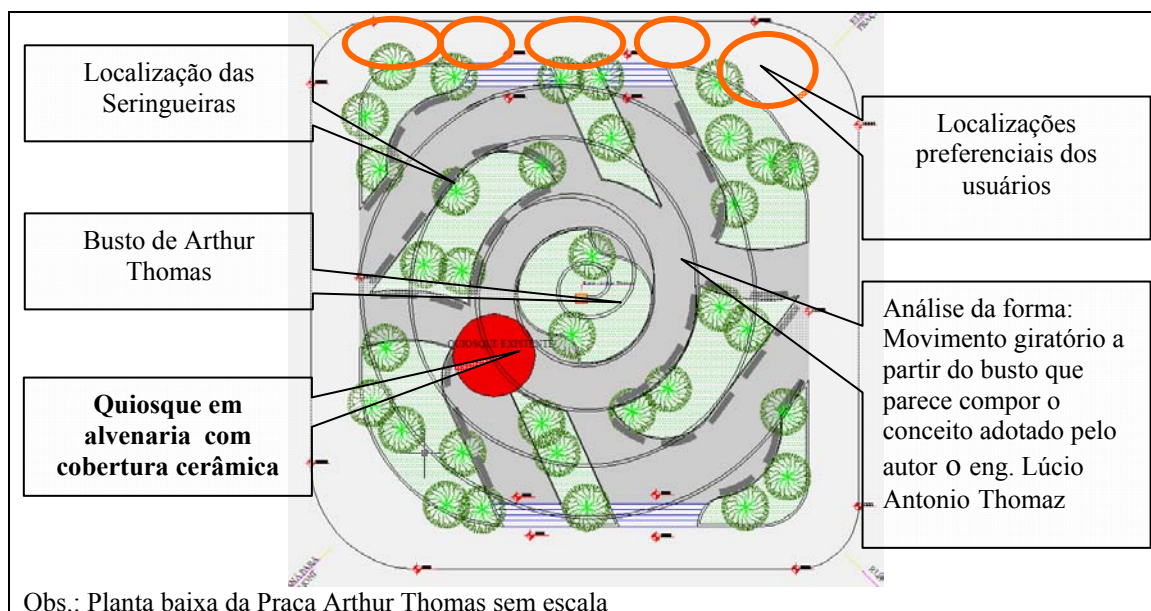 Localização das
Seringueiras
Busto de Arthur
Thomas
Quiosque em
alvenaria com
cobertura cerâmica
QUIOSQUE EXISTENTE
Localizações
preferenciais dos
usuários
Análise da forma:
Movimento giratório a
partir do busto que
parece compor o
conceito adotado pelo
autor o eng. Lúcio
Antonio Thomaz
Obs.: Planta baixa da Praça Arthur Thomas sem escala